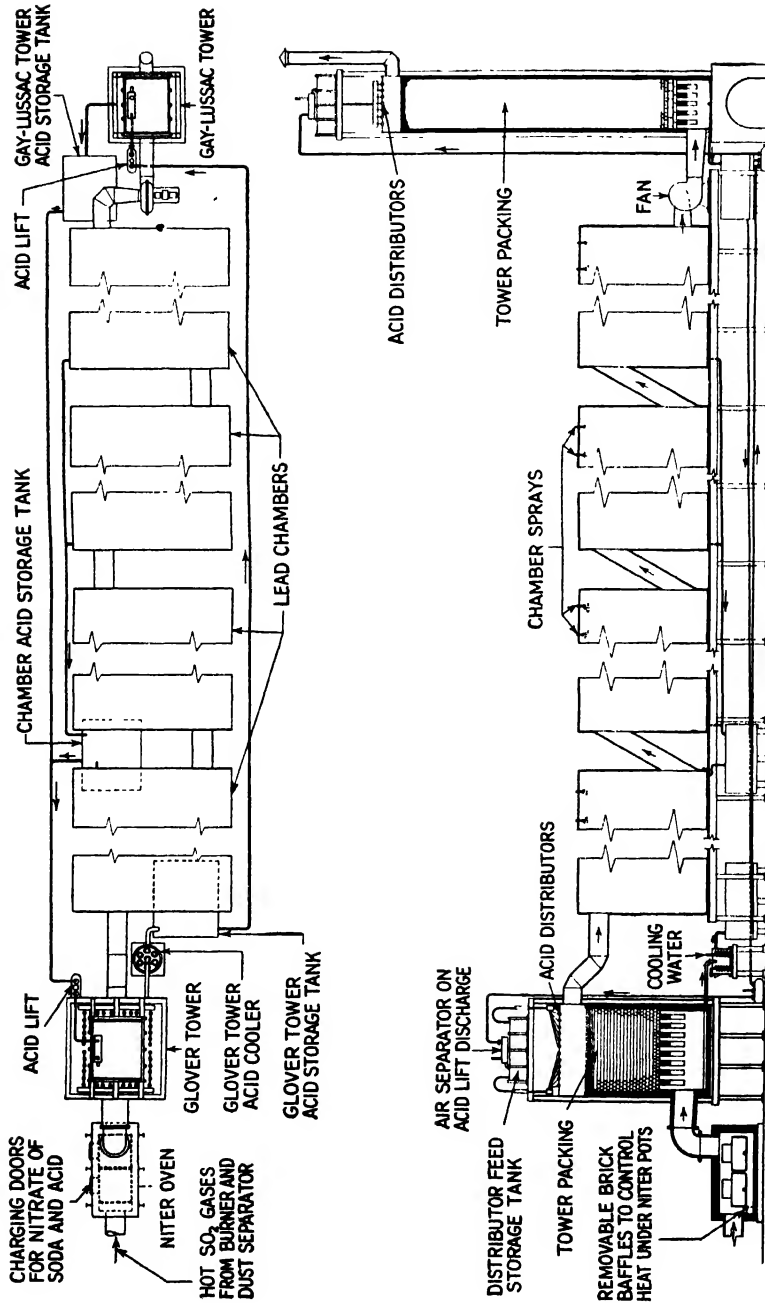 CHARGING DOORS
FOR NITRATE OF
SODA AND ACID
NITER OVEN
HOT SO₂ GASES
FROM BURNER AND
DUST SEPARATOR
ACID LIFT
GLOVER TOWER
GLOVER TOWER
ACID COOLER
GLOVER TOWER
ACID STORAGE TANK
CHAMBER ACID STORAGE TANK
LEAD CHAMBERS
ACID LIFT
GAY-LUSSAC TOWER
ACID STORAGE TANK
GAY-LUSSAC TOWER
AIR SEPARATOR ON
ACID LIFT DISCHARGE
DISTRIBUTOR FEED
STORAGE TANK
ACID DISTRIBUTORS
TOWER PACKING
REMOVABLE BRICK
BAFFLES TO CONTROL
HEAT UNDER NITER POTS
COOLING
WATER
CHAMBER SPRAYS
ACID DISTRIBUTORS
TOWER PACKING
FAN